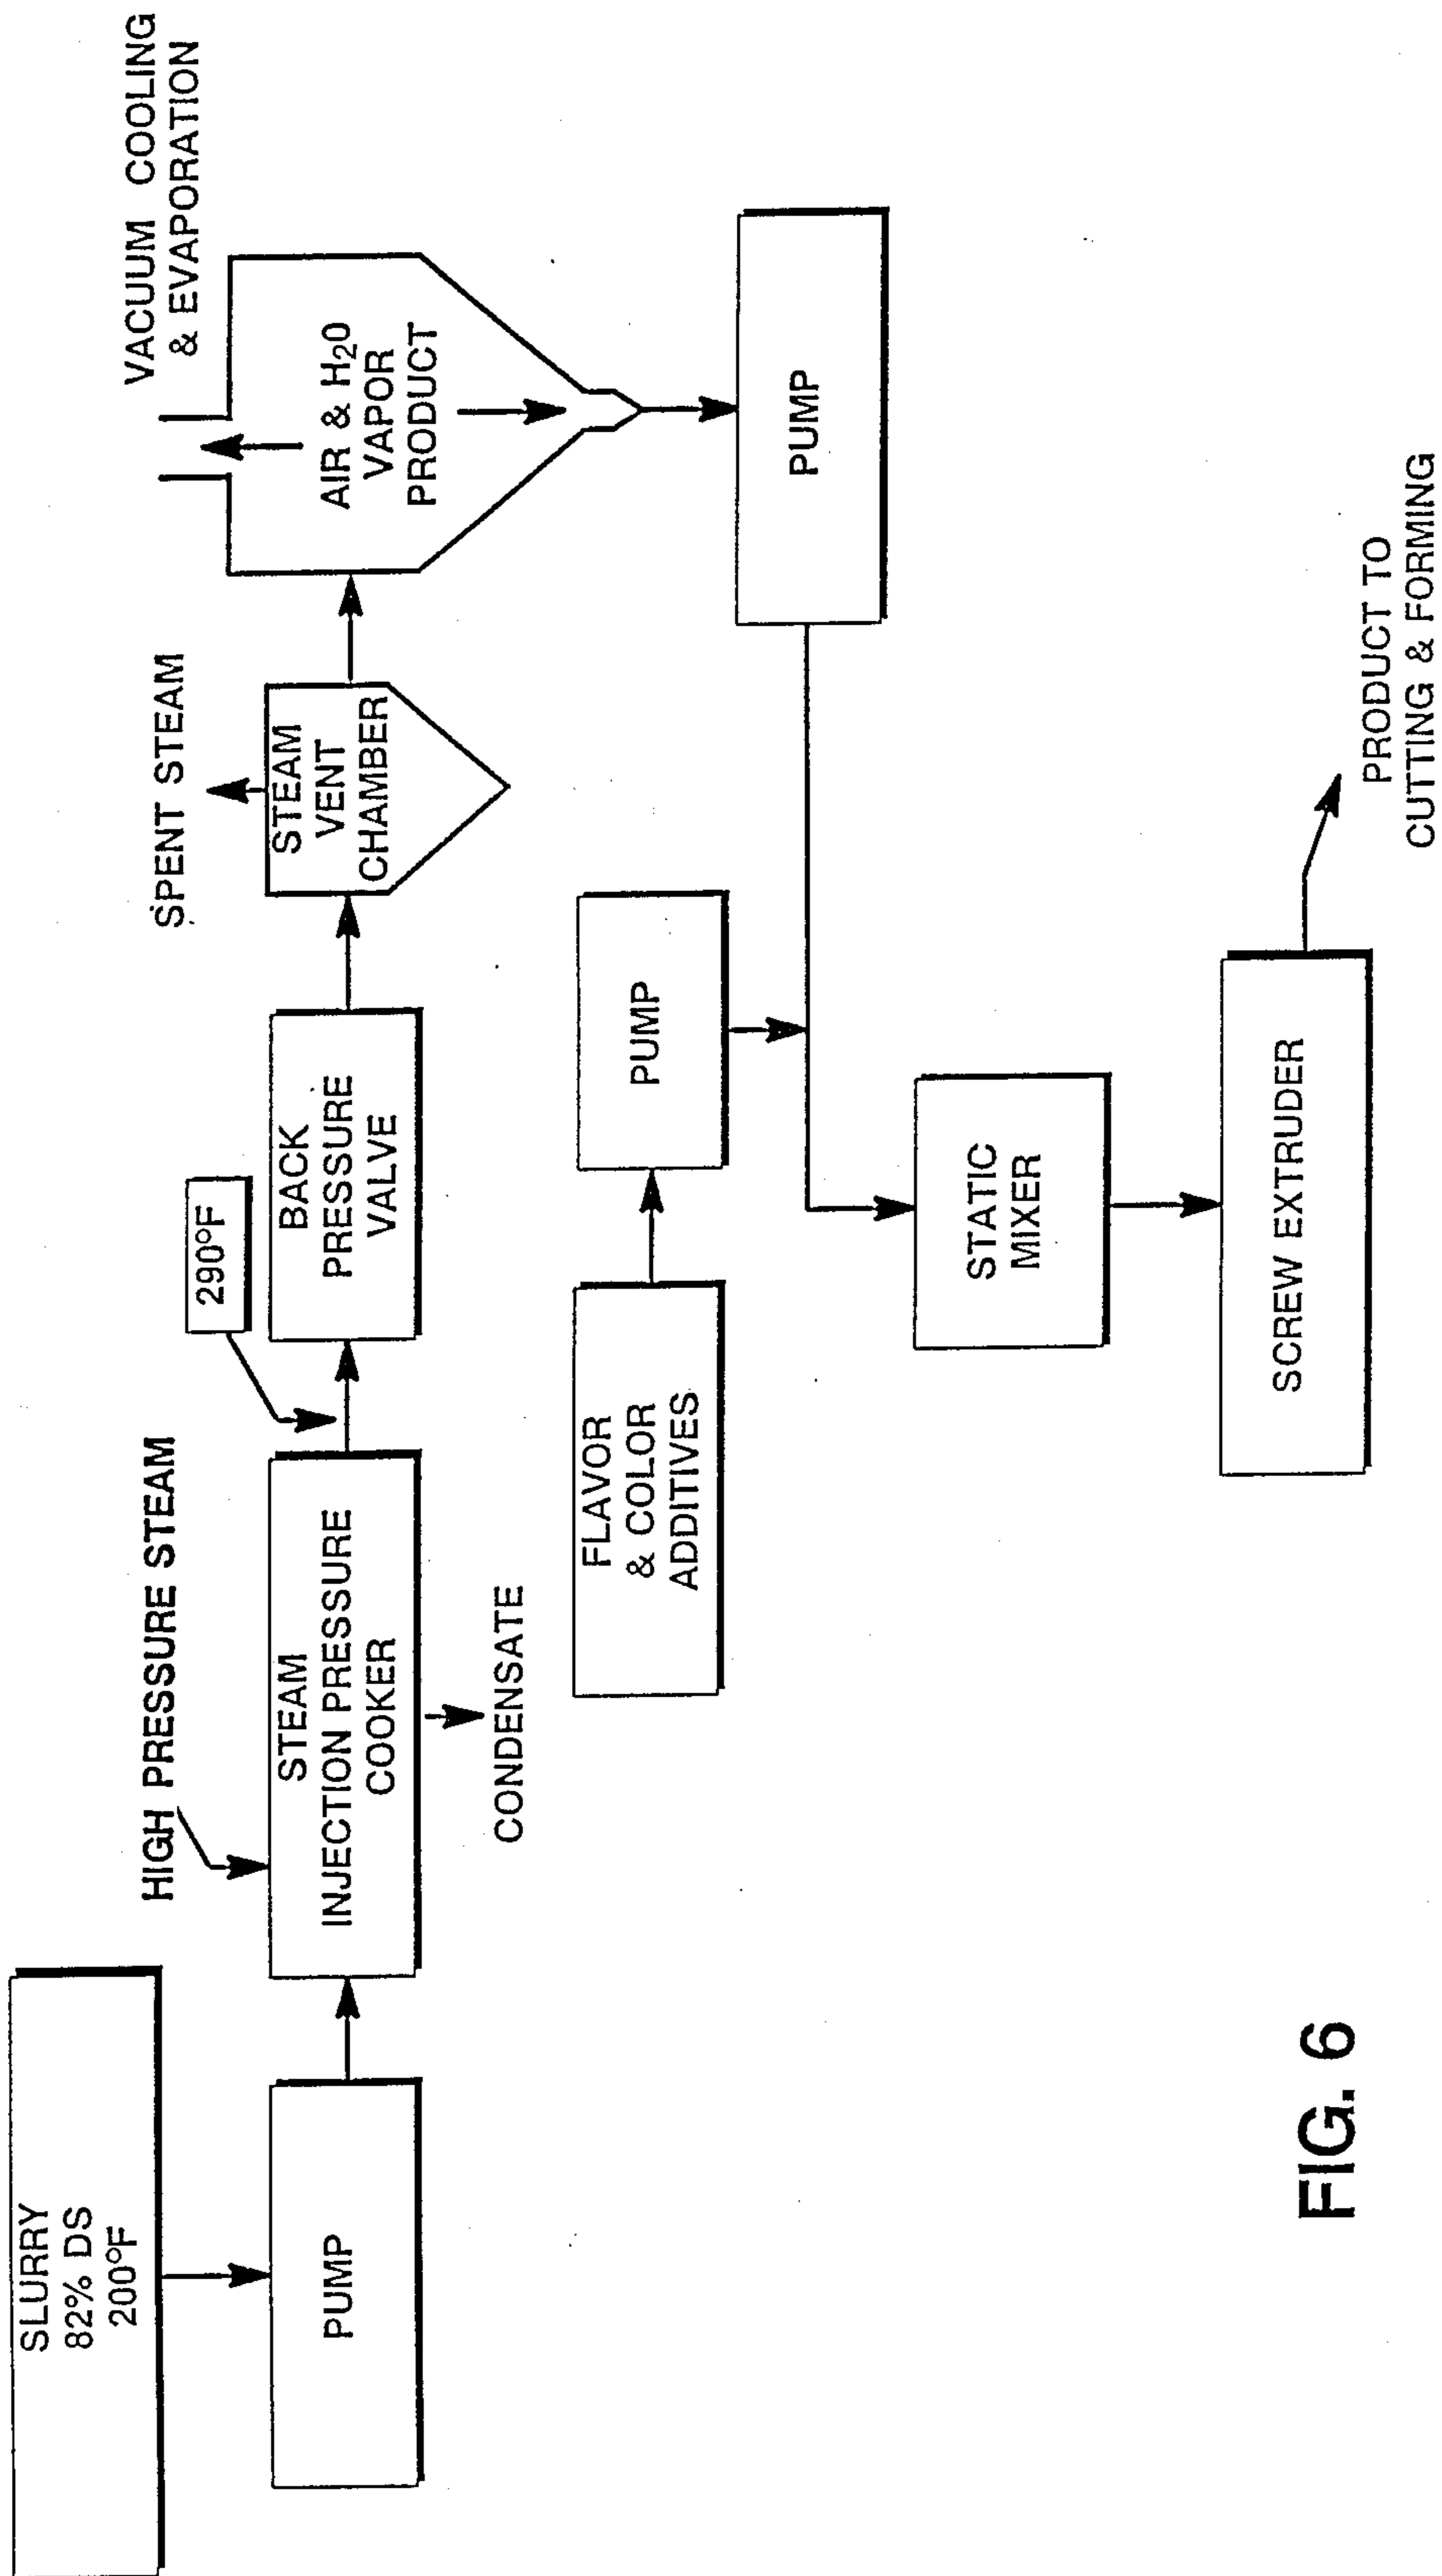 SLURRY
82% DS
200°F
PUMP
HIGH PRESSURE STEAM
STEAM
INJECTION PRESSURE
COOKER
CONDENSATE
290°F
BACK
PRESSURE
VALVE
SPENT STEAM
STEAM
VENT
CHAMBER
VACUUM COOLING
& EVAPORATION
AIR & H₂O
VAPOR
PRODUCT
PUMP
FLAVOR
& COLOR
ADDITIVES
PUMP
STATIC
MIXER
SCREW EXTRUDER
PRODUCT TO
CUTTING & FORMING
FIG. 6